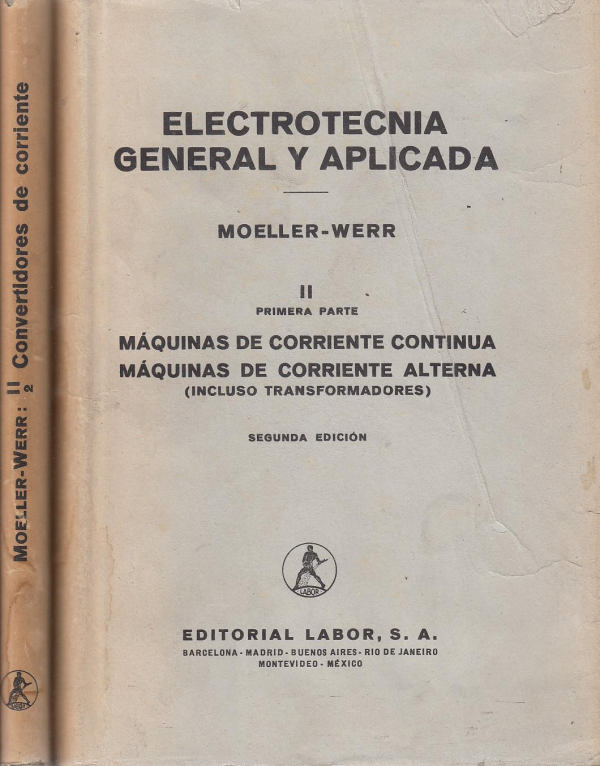 MOELLER-WERR: II 2 Convertidores de corriente
ELECTROTECNIA
GENERAL Y APLICADA
MOELLER-WERR
II
PRIMERA PARTE
MÁQUINAS DE CORRIENTE CONTINUA
MÁQUINAS DE CORRIENTE ALTERNA
(INCLUSO TRANSFORMADORES)
SEGUNDA EDICIÓN
LABOR
EDITORIAL LABOR, S. A.
BARCELONA - MADRID - BUENOS AIRES - RIO DE JANEIRO
MONTEVIDEO - MÉXICO